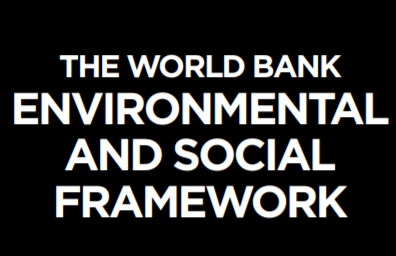 THE WORLD BANK
ENVIRONMENTAL
AND SOCIAL
FRAMEWORK